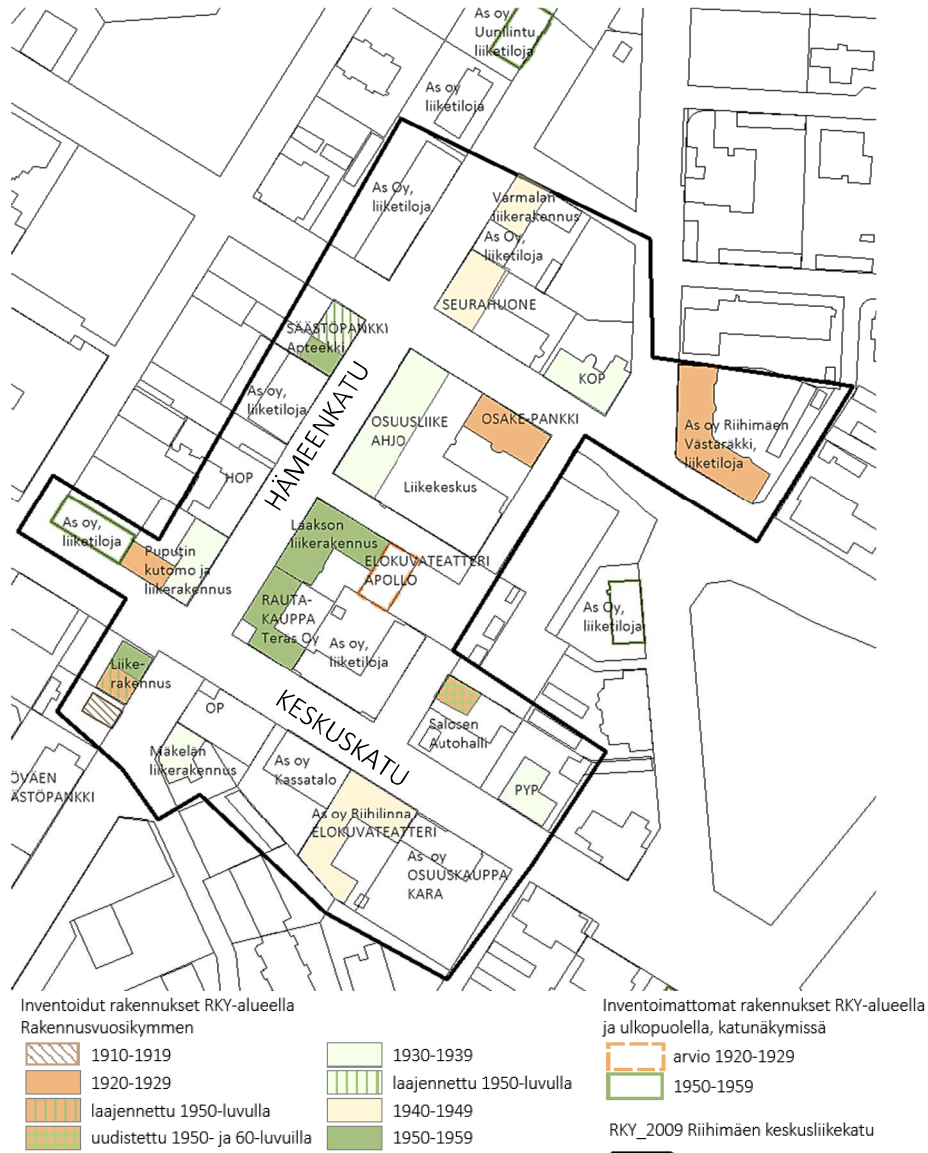 As oy
Uunilintu,
liiketiloja
As oy
liiketiloja
As Oy,
liiketiloja
Varmalan
liikerakennus
As Oy,
liiketiloja
SEURAHUONE
SÄÄSTÖPANKKI
Apteekki
KOP
As oy,
liiketiloja
HÄMEENKATU
OSUUSLIIKE
AHJO
OSAKE-PANKKI
As oy Riihimäen
Västäräkki,
liiketiloja
HOP
Liikekeskus
As oy,
liiketiloja
Puputin
kutomo ja
liikerakennus
Laakson
liikerakennus
ELOKUVATEATTERI
APOLLO
RAUTA-
KAUPPA
Teräs Oy
As oy,
liiketiloja
As Oy,
liiketiloja
Liike-
rakennus
OP
KESKUSKATU
Salosen
Autohalli
Mäkelän
liikerakennus
As oy
Kassatalo
PYP
ÖVÄEN
ÄSTÖPANKKI
As oy Riihilinna
ELOKUVATEATTERI
As oy
OSUUSKAUPPA
KARA
Inventoidut rakennukset RKY-alueella
Rakennusvuosikymmen
1910-1919
1920-1929
laajennettu 1950-luvulla
uudistettu 1950- ja 60-luvuilla
1930-1939
laajennettu 1950-luvulla
1940-1949
1950-1959
Inventoimattomat rakennukset RKY-alueella
ja ulkopuolella, katunäkymissä
arvio 1920-1929
1950-1959
RKY_2009 Riihimäen keskusliikekatu